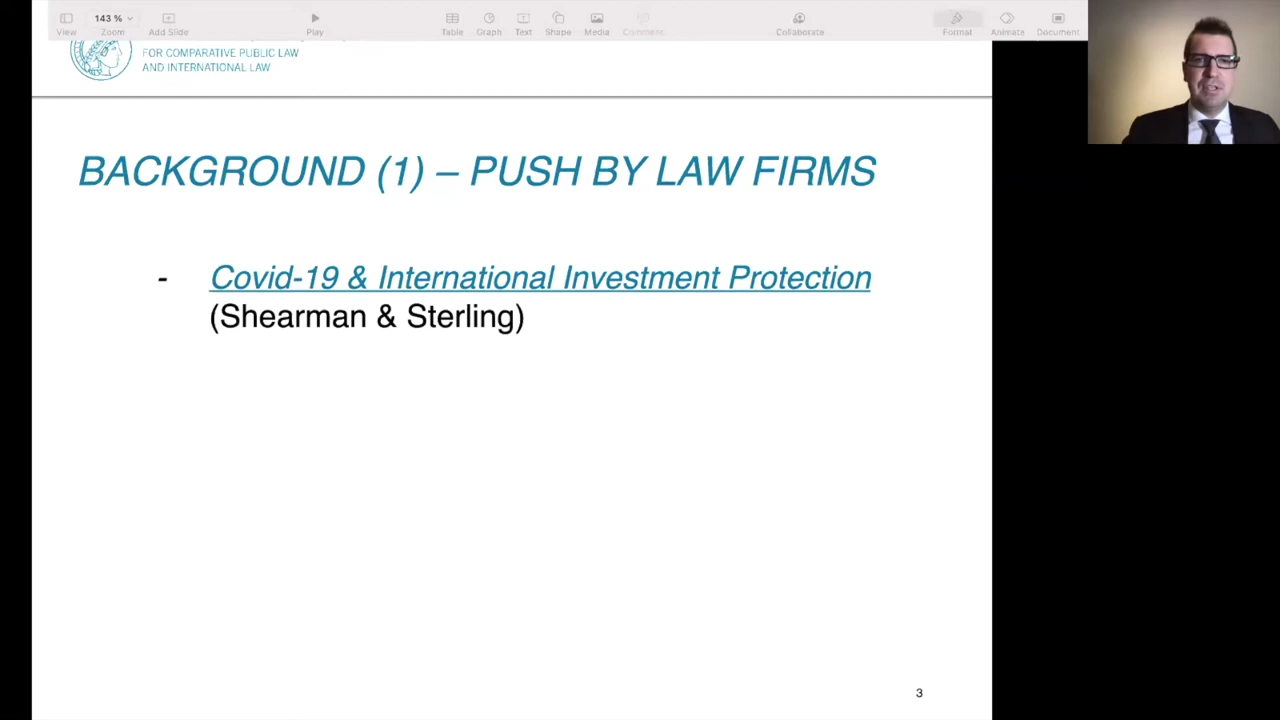 143 %
View
Zoom
Add Slide
Play
Table
Graph
Text
Shape
Media
Comment
Collaborate
Format
Animate
Document
FOR COMPARATIVE PUBLIC LAW
AND INTERNATIONAL LAW
BACKGROUND (1) – PUSH BY LAW FIRMS
- Covid-19 & International Investment Protection
(Shearman & Sterling)
3